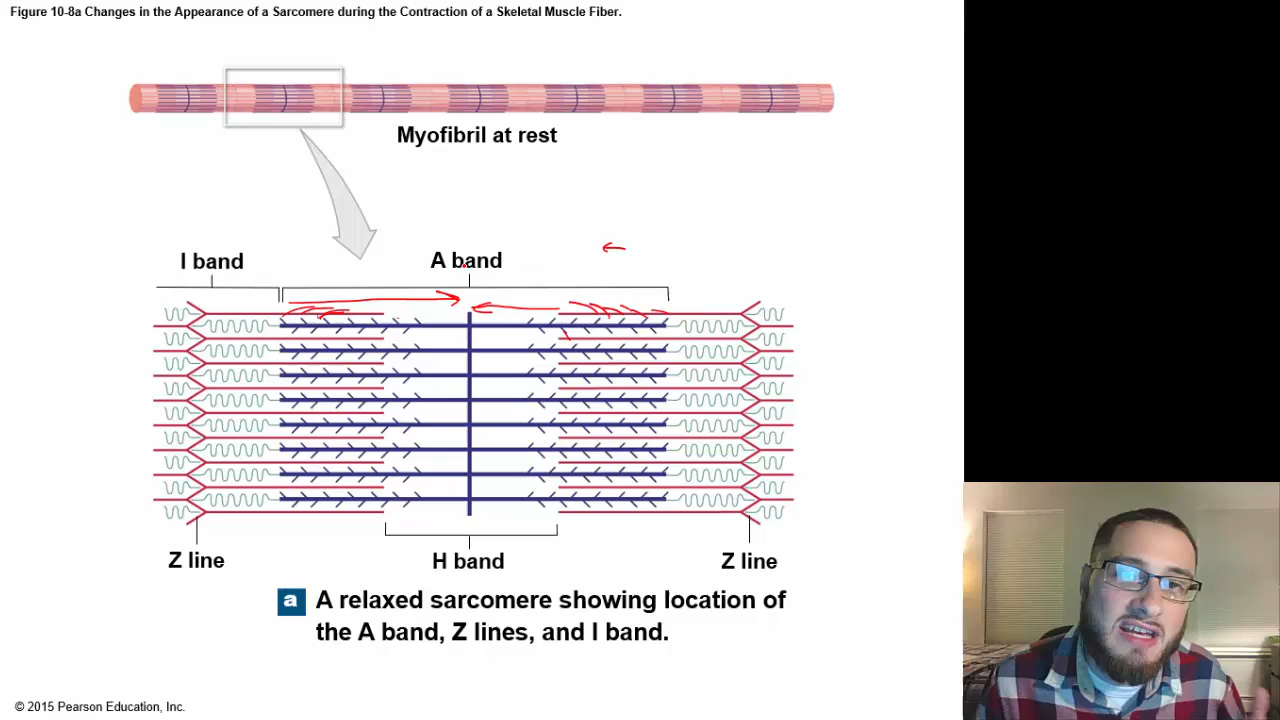 Figure 10-8a Changes in the Appearance of a Sarcomere during the Contraction of a Skeletal Muscle Fiber.
Myofibril at rest
I band
A band
Z line
H band
Z line
a A relaxed sarcomere showing location of
the A band, Z lines, and I band.
© 2015 Pearson Education, Inc.